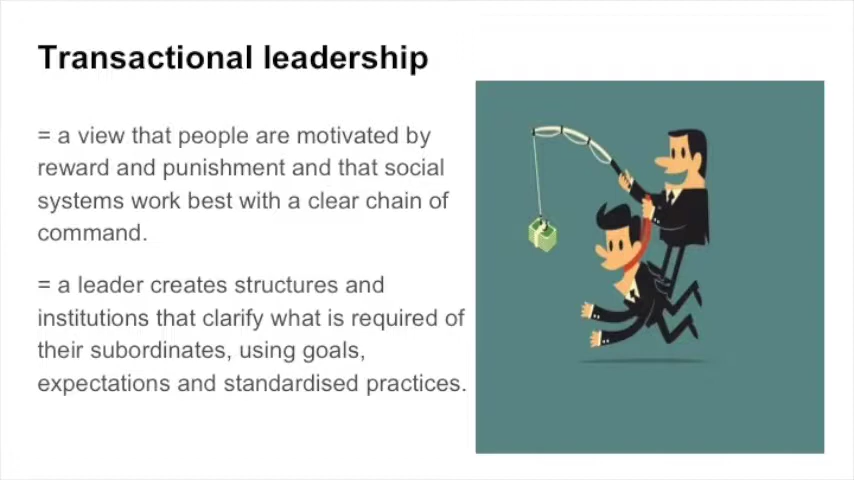 Transactional leadership
= a view that people are motivated by
reward and punishment and that social
systems work best with a clear chain of
command.
= a leader creates structures and
institutions that clarify what is required of
their subordinates, using goals,
expectations and standardised practices.